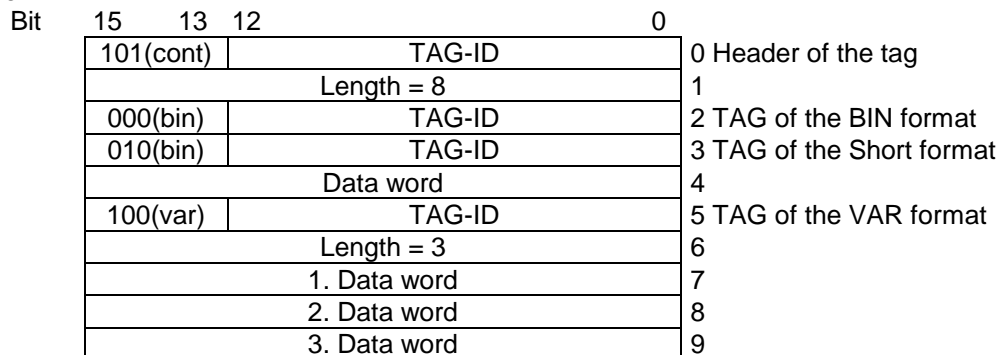 Bit 15 13 12 0
101(cont) TAG-ID 0 Header of the tag
Length = 8 1
000(bin) TAG-ID 2 TAG of the BIN format
010(bin) TAG-ID 3 TAG of the Short format
Data word 4
100(var) TAG-ID 5 TAG of the VAR format
Length = 3 6
1. Data word 7
2. Data word 8
3. Data word 9